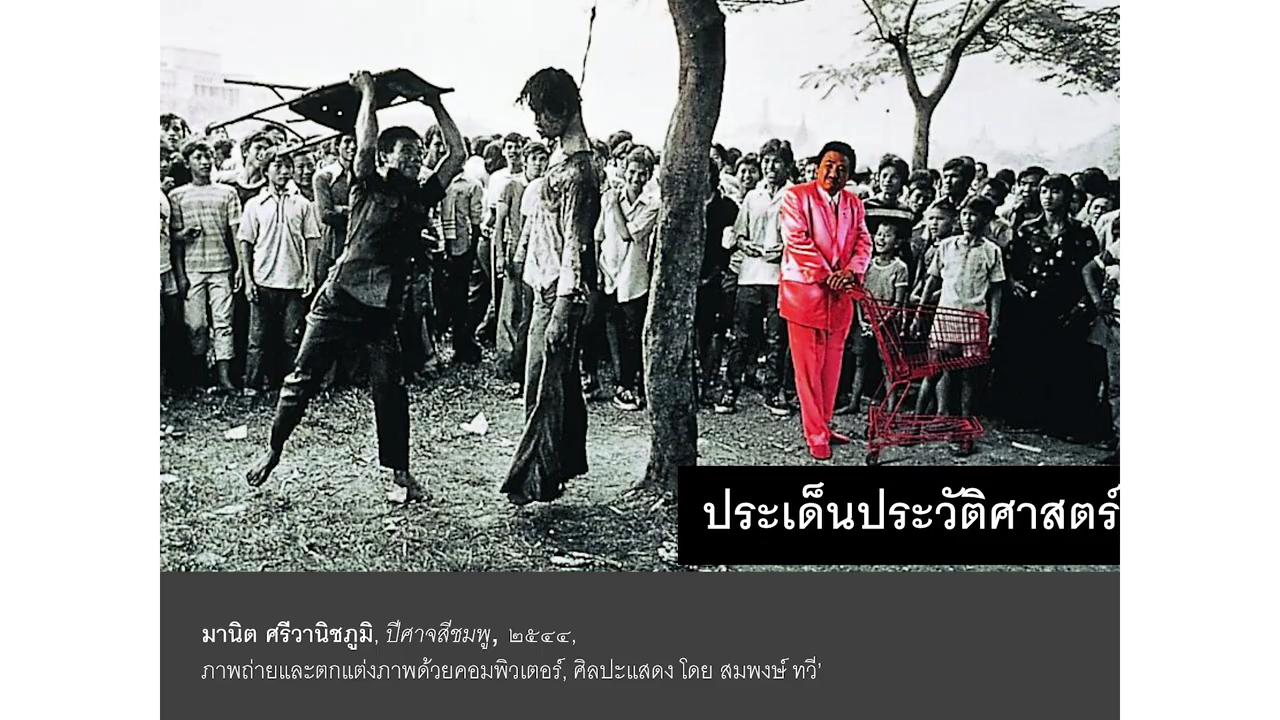 ประเด็นประวัติศาสตร์
มานิต ศรีวานิชภูมิ, ปีศาจสีชมพู, ๒๕๔๔,
ภาพถ่ายและตกแต่งภาพด้วยคอมพิวเตอร์, ศิลปะแสดง โดย สมพงษ์ ทวี'